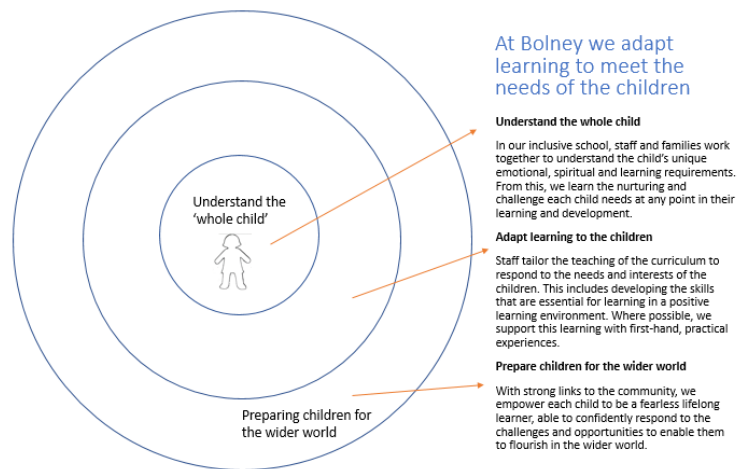 At Bolney we adapt
learning to meet the
needs of the children
Understand the whole child
In our inclusive school, staff and families work
together to understand the child's unique
emotional, spiritual and learning requirements.
From this, we learn the nurturing and
challenge each child needs at any point in their
learning and development.
Adapt learning to the children
Staff tailor the teaching of the curriculum to
respond to the needs and interests of the
children. This includes developing the skills
that are essential for learning in a positive
learning environment. Where possible, we
support this learning with first-hand, practical
experiences.
Prepare children for the wider world
With strong links to the community, we
empower each child to be a fearless lifelong
learner, able to confidently respond to the
challenges and opportunities to enable them
to flourish in the wider world.
Understand the
'whole child'
Preparing children for
the wider world